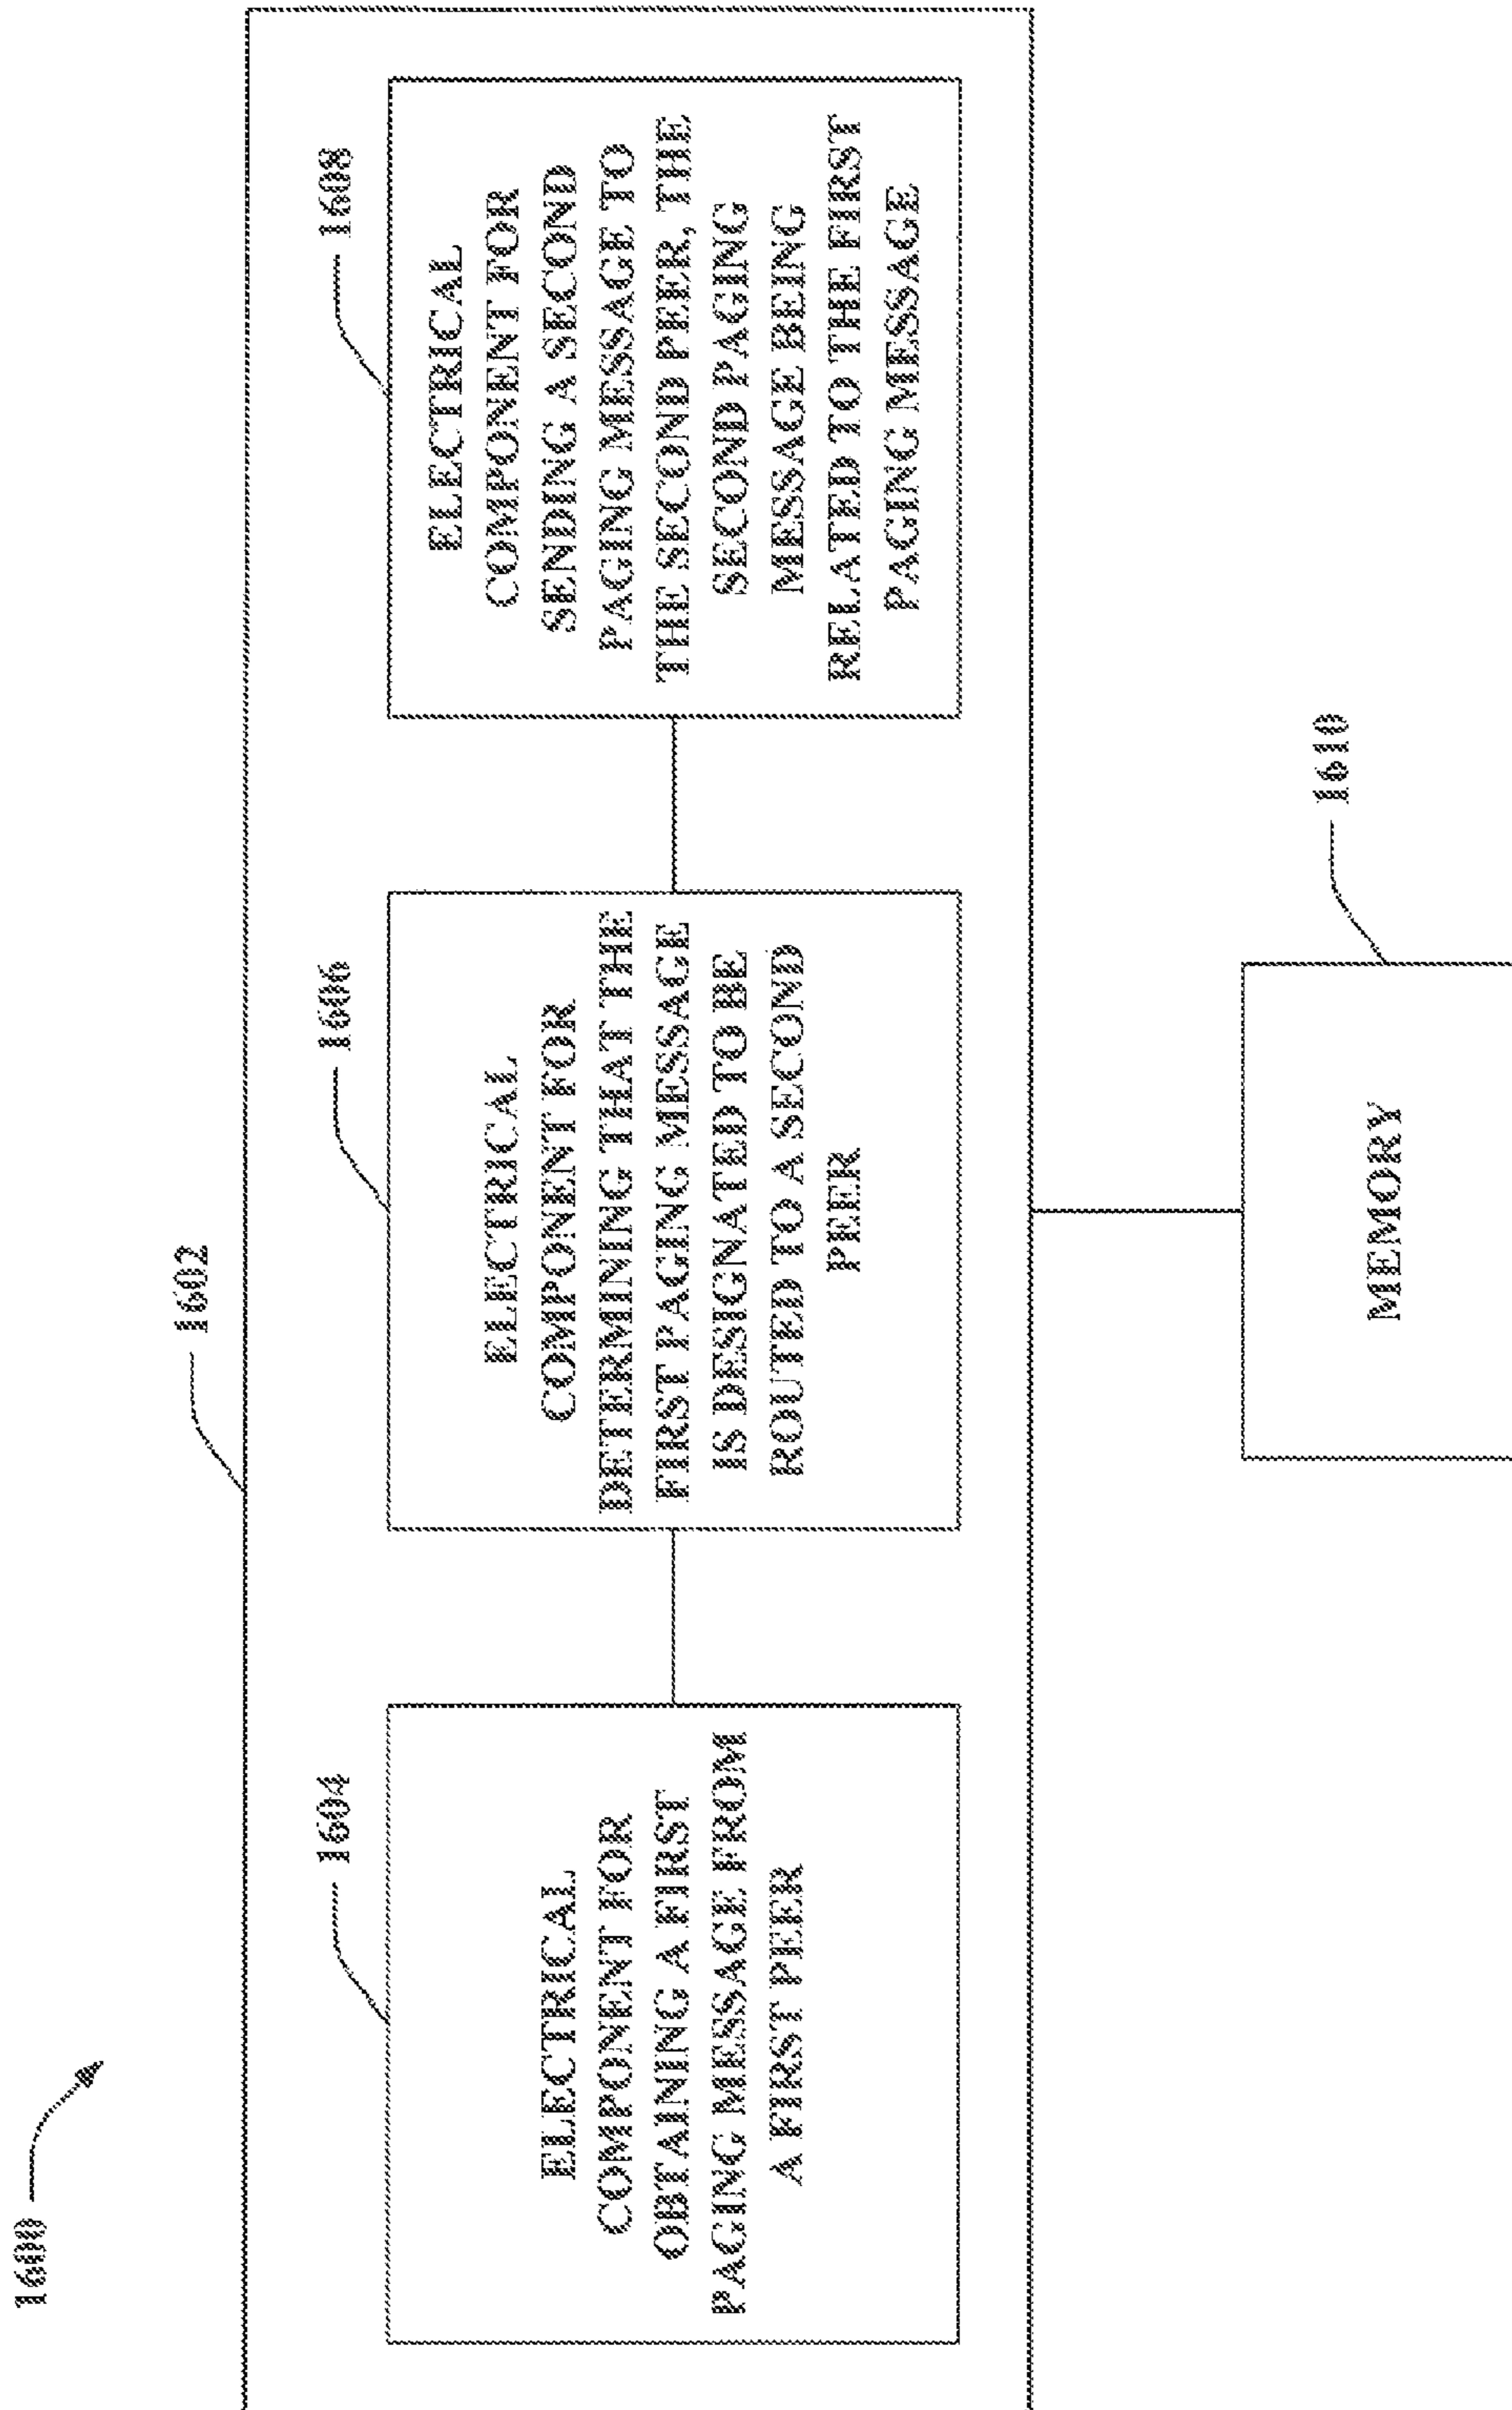 1600
1602
1604
ELECTRICAL
COMPONENT FOR
OBTAINING A FIRST
PAGING MESSAGE FROM
A FIRST PEER
1606
ELECTRICAL
COMPONENT FOR
DETERMINING THAT THE
FIRST PAGING MESSAGE
IS DESIGNATED TO BE
ROUTED TO A SECOND
PEER
1608
ELECTRICAL
COMPONENT FOR
SENDING A SECOND
PAGING MESSAGE TO
THE SECOND PEER, THE
SECOND PAGING
MESSAGE BEING
RELATED TO THE FIRST
PAGING MESSAGE
1610
MEMORY